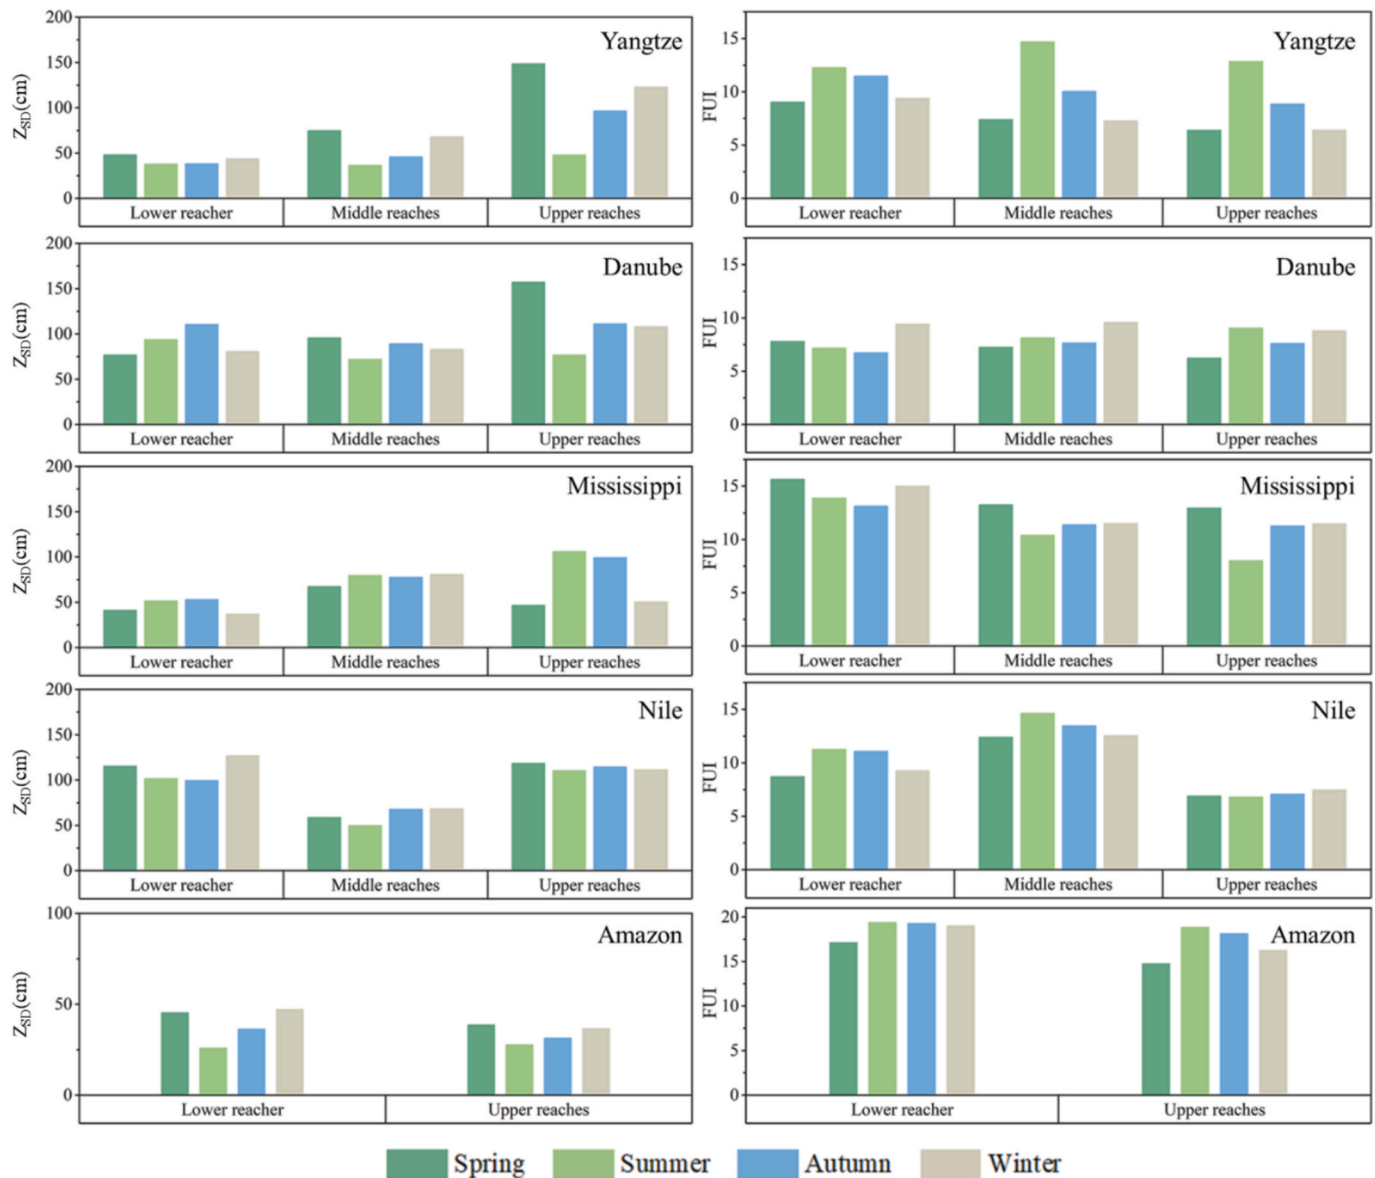 200
150
100
50
0
Z_SD(cm)
Yangtze
Lower reacher Middle reaches Upper reaches
15
10
5
0
FUI
Yangtze
Lower reacher Middle reaches Upper reaches
200
150
100
50
0
Z_SD(cm)
Danube
Lower reacher Middle reaches Upper reaches
15
10
5
0
FUI
Danube
Lower reacher Middle reaches Upper reaches
200
150
100
50
0
Z_SD(cm)
Mississippi
Lower reacher Middle reaches Upper reaches
15
10
5
0
FUI
Mississippi
Lower reacher Middle reaches Upper reaches
200
150
100
50
0
Z_SD(cm)
Nile
Lower reacher Middle reaches Upper reaches
15
10
5
0
FUI
Nile
Lower reacher Middle reaches Upper reaches
100
50
0
Z_SD(cm)
Amazon
Lower reacher Upper reaches
20
15
10
5
0
FUI
Amazon
Lower reacher Upper reaches
Spring Summer Autumn Winter